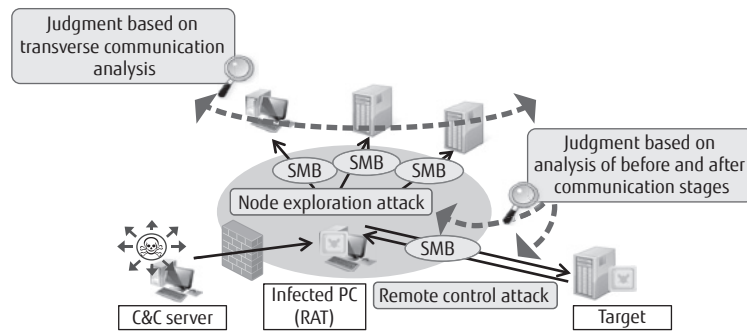 Judgment based on
transverse communication
analysis
Judgment based on
analysis of before and after
communication stages
SMB
SMB
SMB
Node exploration attack
SMB
Remote control attack
C&C server
Infected PC
(RAT)
Target